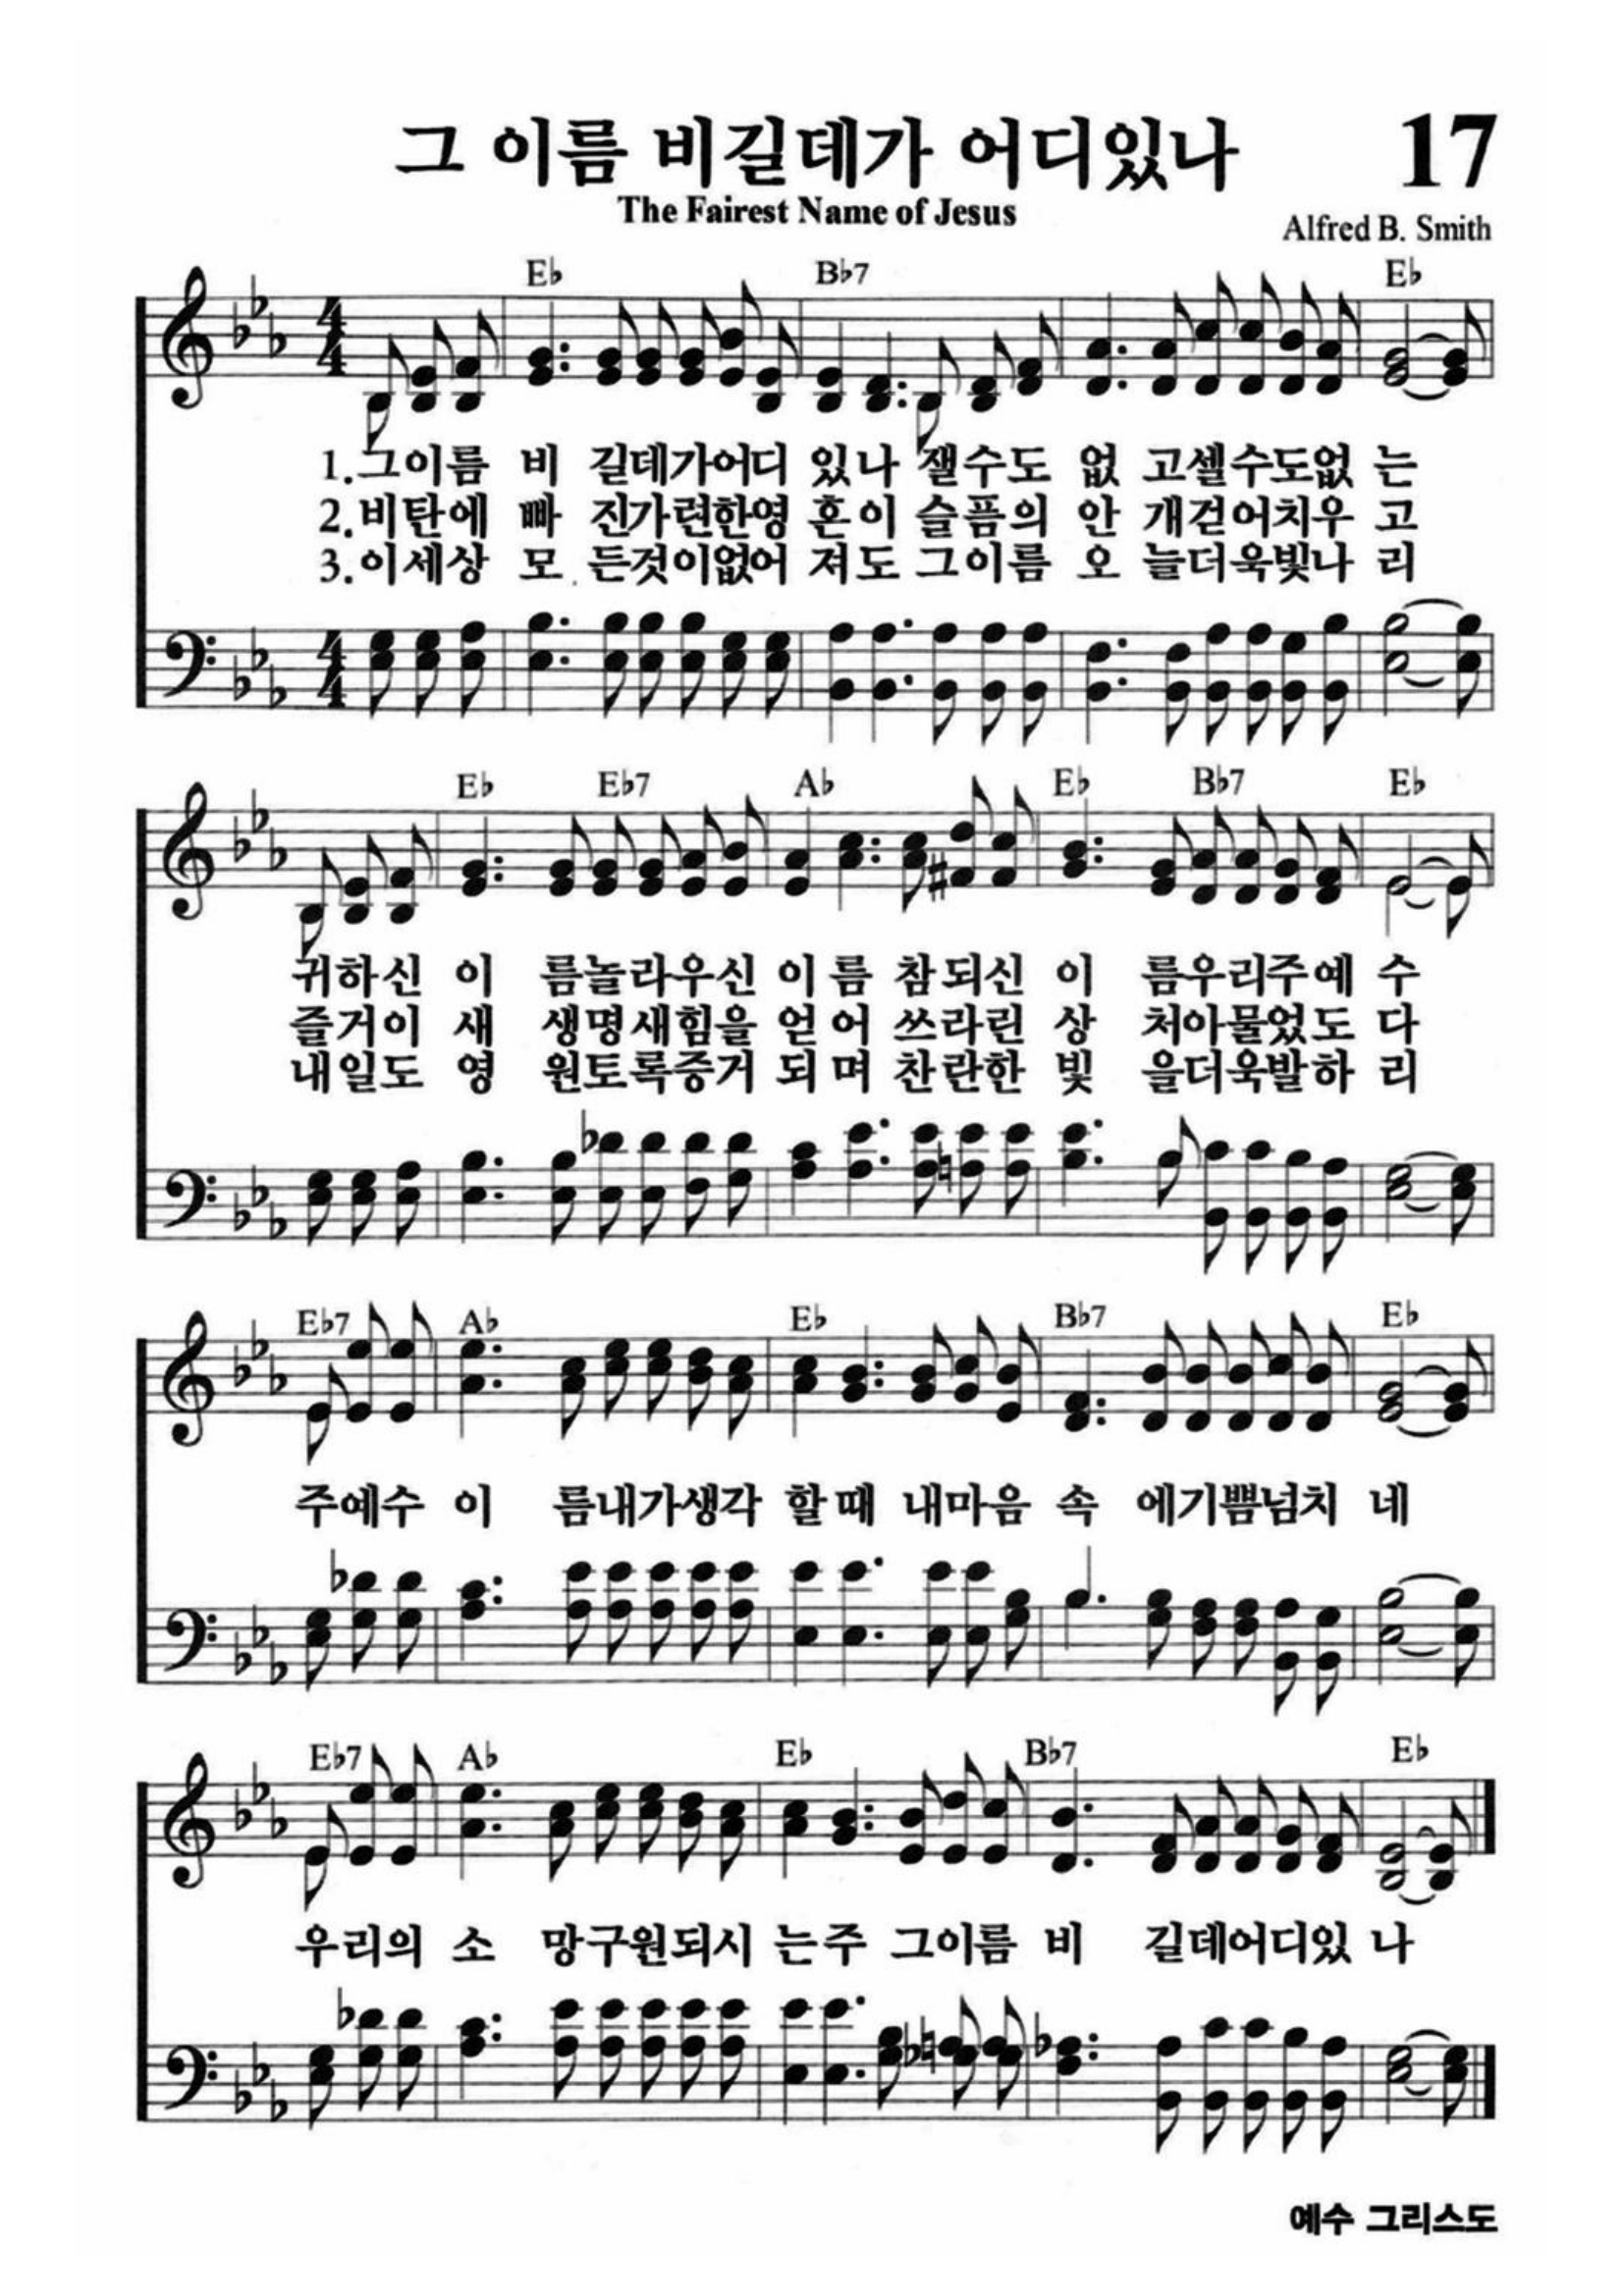 그 이름 비길데가 어디있나 17
The Fairest Name of Jesus
Alfred B. Smith
E♭ B♭7 E♭
1.그이름 비 길데가어디 있나 잴수도 없 고셀수도없 는
2.비탄에 빠 진가련한영 혼이 슬픔의 안 개걷어치우 고
3.이세상 모 든것이없어 져도 그이름 오 늘더욱빛나 리
E♭ E♭7 A♭ E♭ B♭7 E♭
귀하신 이 름놀라우신 이름 참되신 이 름우리주예 수
즐거이 새 생명새힘을 얻어 쓰라린 상 처아물었도 다
내일도 영 원토록증거 되며 찬란한 빛 을더욱발하 리
E♭7 A♭ E♭ B♭7 E♭
주예수 이 름내가생각 할때 내마음 속 에기쁨넘치 네
E♭7 A♭ E♭ B♭7 E♭
우리의 소 망구원되시 는주 그이름 비 길데어디있 나
예수 그리스도